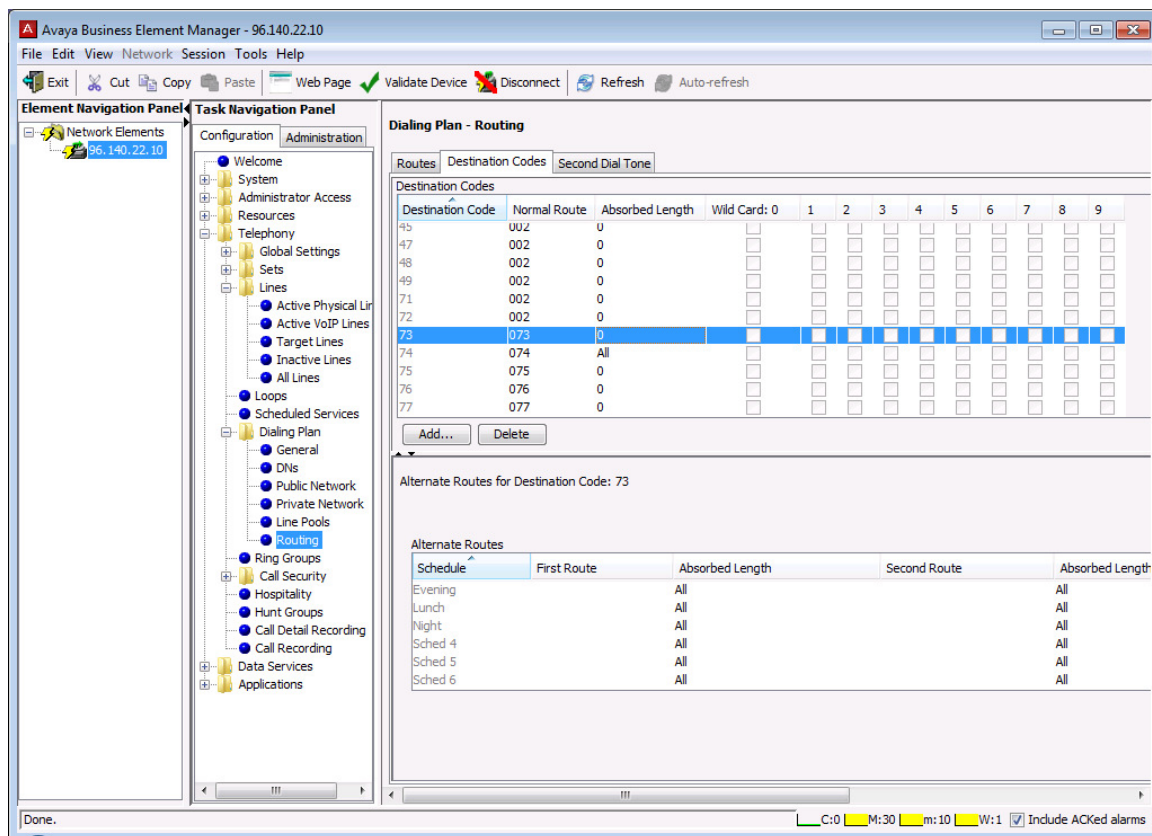 Avaya Business Element Manager - 96.140.22.10
File Edit View Network Session Tools Help
Exit Cut Copy Paste Web Page Validate Device Disconnect Refresh Auto-refresh
Element Navigation Panel
Network Elements
96.140.22.10
Task Navigation Panel
Configuration Administration
Welcome
System
Administrator Access
Resources
Telephony
Global Settings
Sets
Lines
Active Physical Lin
Active VoIP Lines
Target Lines
Inactive Lines
All Lines
Loops
Scheduled Services
Dialing Plan
General
DNs
Public Network
Private Network
Line Pools
Routing
Ring Groups
Call Security
Hospitality
Hunt Groups
Call Detail Recording
Call Recording
Data Services
Applications
Dialing Plan - Routing
Routes Destination Codes Second Dial Tone
Destination Codes
Destination Code Normal Route Absorbed Length Wild Card: 0 1 2 3 4 5 6 7 8 9
45 002 0
47 002 0
48 002 0
49 002 0
71 002 0
72 002 0
73 073 0
74 074 All
75 075 0
76 076 0
77 077 0
Add... Delete
Alternate Routes for Destination Code: 73
Alternate Routes
Schedule First Route Absorbed Length Second Route Absorbed Length
Evening All All
Lunch All All
Night All All
Sched 4 All All
Sched 5 All All
Sched 6 All All
Done. C:0 M:30 m:10 W:1 Include ACKed alarms